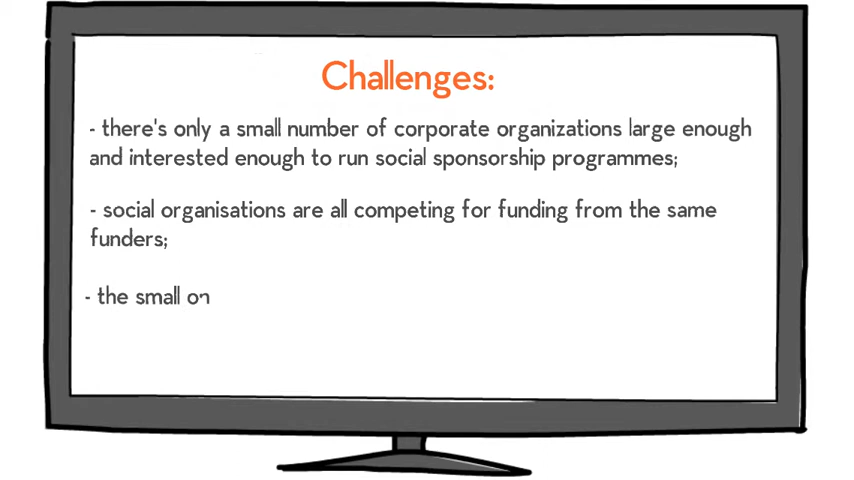 Challenges:
- there's only a small number of corporate organizations large enough
and interested enough to run social sponsorship programmes;
- social organisations are all competing for funding from the same
funders;
- the small